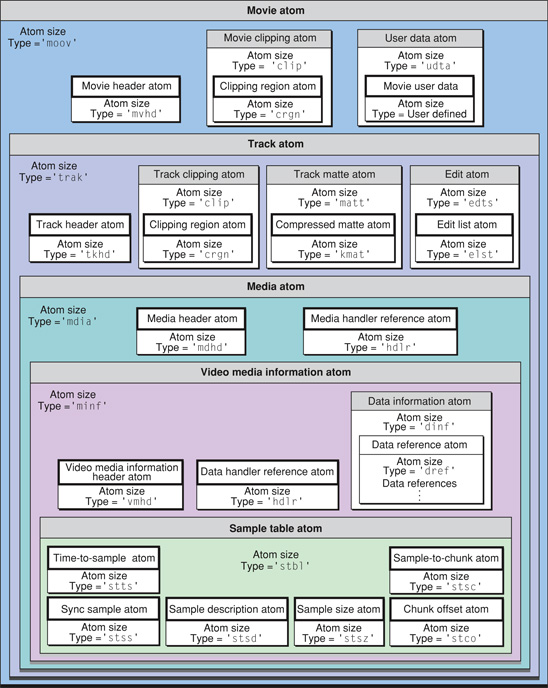 Movie atom
Atom size
Type = 'moov'
Movie header atom
Atom size
Type = 'mvhd'
Movie clipping atom
Atom size
Type = 'clip'
Clipping region atom
Atom size
Type = 'crgn'
User data atom
Atom size
Type = 'udta'
Movie user data
Atom size
Type = User defined
Track atom
Atom size
Type = 'trak'
Track header atom
Atom size
Type = 'tkhd'
Track clipping atom
Atom size
Type = 'clip'
Clipping region atom
Atom size
Type = 'crgn'
Track matte atom
Atom size
Type = 'matt'
Compressed matte atom
Atom size
Type = 'kmat'
Edit atom
Atom size
Type = 'edts'
Edit list atom
Atom size
Type = 'elst'
Media atom
Atom size
Type = 'mdia'
Media header atom
Atom size
Type = 'mdhd'
Media handler reference atom
Atom size
Type = 'hdlr'
Video media information atom
Atom size
Type = 'minf'
Video media information
header atom
Atom size
Type = 'vmhd'
Data handler reference atom
Atom size
Type = 'hdlr'
Data information atom
Atom size
Type = 'dinf'
Data reference atom
Atom size
Type = 'dref'
Data references
Sample table atom
Time-to-sample atom
Atom size
Type = 'stts'
Atom size
Type = 'stbl'
Sample-to-chunk atom
Atom size
Type = 'stsc'
Sync sample atom
Atom size
Type = 'stss'
Sample description atom
Atom size
Type = 'stsd'
Sample size atom
Atom size
Type = 'stsz'
Chunk offset atom
Atom size
Type = 'stco'